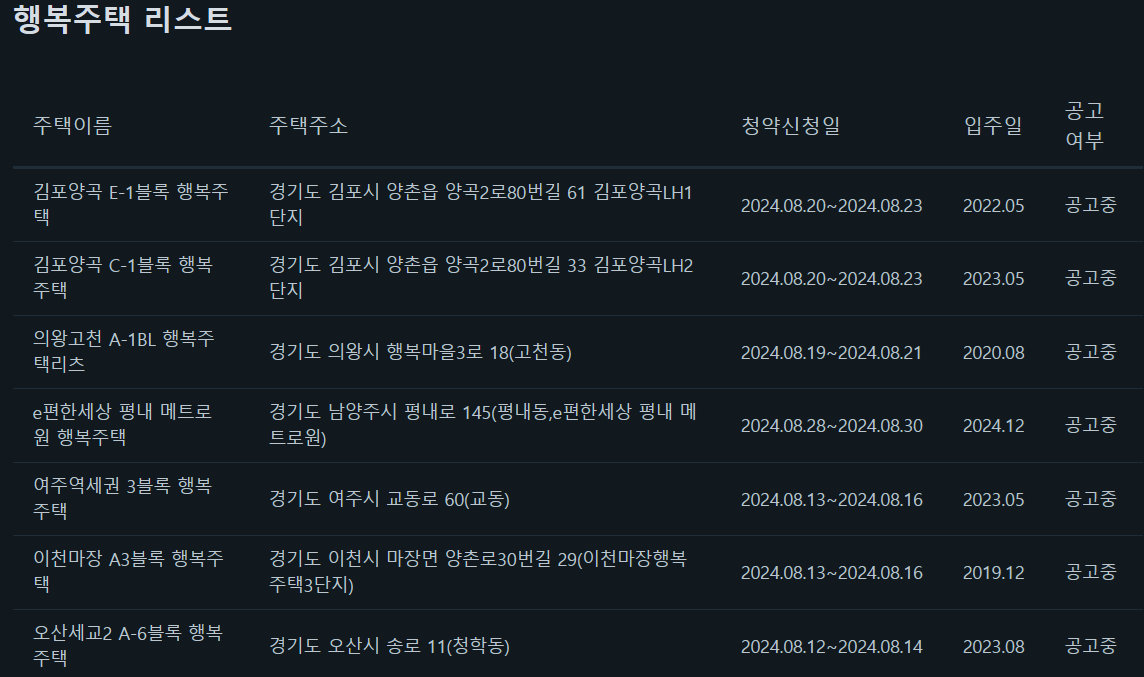 행복주택 리스트
주택이름 주택주소 청약신청일 입주일 공고
여부
김포양곡 E-1블록 행복주
택 경기도 김포시 양촌읍 양곡2로80번길 61 김포양곡LH1
단지 2024.08.20~2024.08.23 2022.05 공고중
김포양곡 C-1블록 행복
주택 경기도 김포시 양촌읍 양곡2로80번길 33 김포양곡LH2
단지 2024.08.20~2024.08.23 2023.05 공고중
의왕고천 A-1BL 행복주
택리츠 경기도 의왕시 행복마을3로 18(고천동) 2024.08.19~2024.08.21 2020.08 공고중
e편한세상 평내 메트로
원 행복주택 경기도 남양주시 평내로 145(평내동,e편한세상 평내 메
트로원) 2024.08.28~2024.08.30 2024.12 공고중
여주역세권 3블록 행복
주택 경기도 여주시 교동로 60(교동) 2024.08.13~2024.08.16 2023.05 공고중
이천마장 A3블록 행복주
택 경기도 이천시 마장면 양촌로30번길 29(이천마장행복
주택3단지) 2024.08.13~2024.08.16 2019.12 공고중
오산세교2 A-6블록 행복
주택 경기도 오산시 송로 11(청학동) 2024.08.12~2024.08.14 2023.08 공고중